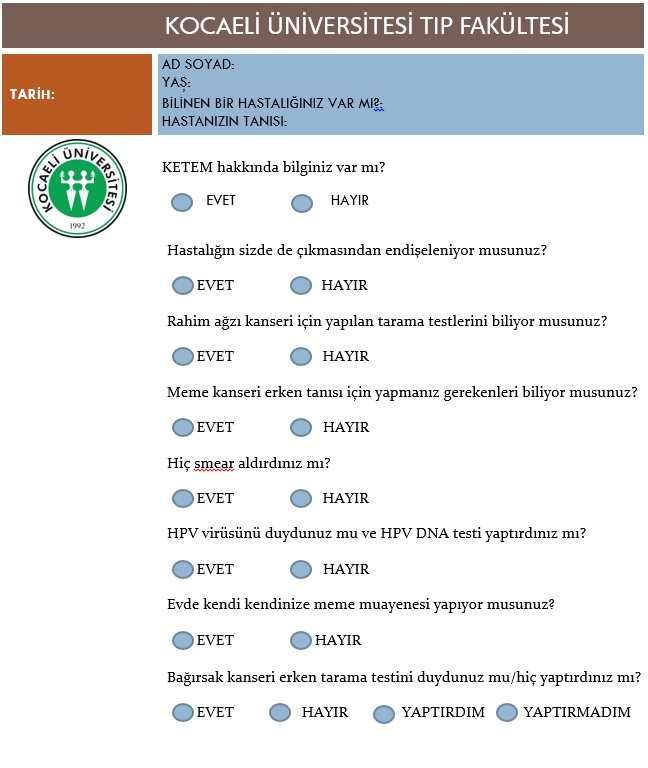 KOCAELİ ÜNİVERSİTESİ TIP FAKÜLTESİ
TARİH:
AD SOYAD:
YAŞ:
BİLİNEN BİR HASTALIĞINIZ VAR MI?:
HASTANIZIN TANISI:
KOCAELİ ÜNİVERSİTESİ
1992
KETEM hakkında bilginiz var mı?
EVET HAYIR
Hastalığın sizde de çıkmasından endişeleniyor musunuz?
EVET HAYIR
Rahim ağzı kanseri için yapılan tarama testlerini biliyor musunuz?
EVET HAYIR
Meme kanseri erken tanısı için yapmanız gerekenleri biliyor musunuz?
EVET HAYIR
Hiç smear aldırdınız mı?
EVET HAYIR
HPV virüsünü duydunuz mu ve HPV DNA testi yaptırdınız mı?
EVET HAYIR
Evde kendi kendinize meme muayenesi yapıyor musunuz?
EVET HAYIR
Bağırsak kanseri erken tarama testini duydunuz mu/hiç yaptırdınız mı?
EVET HAYIR YAPTIRDIM YAPTIRMADIM